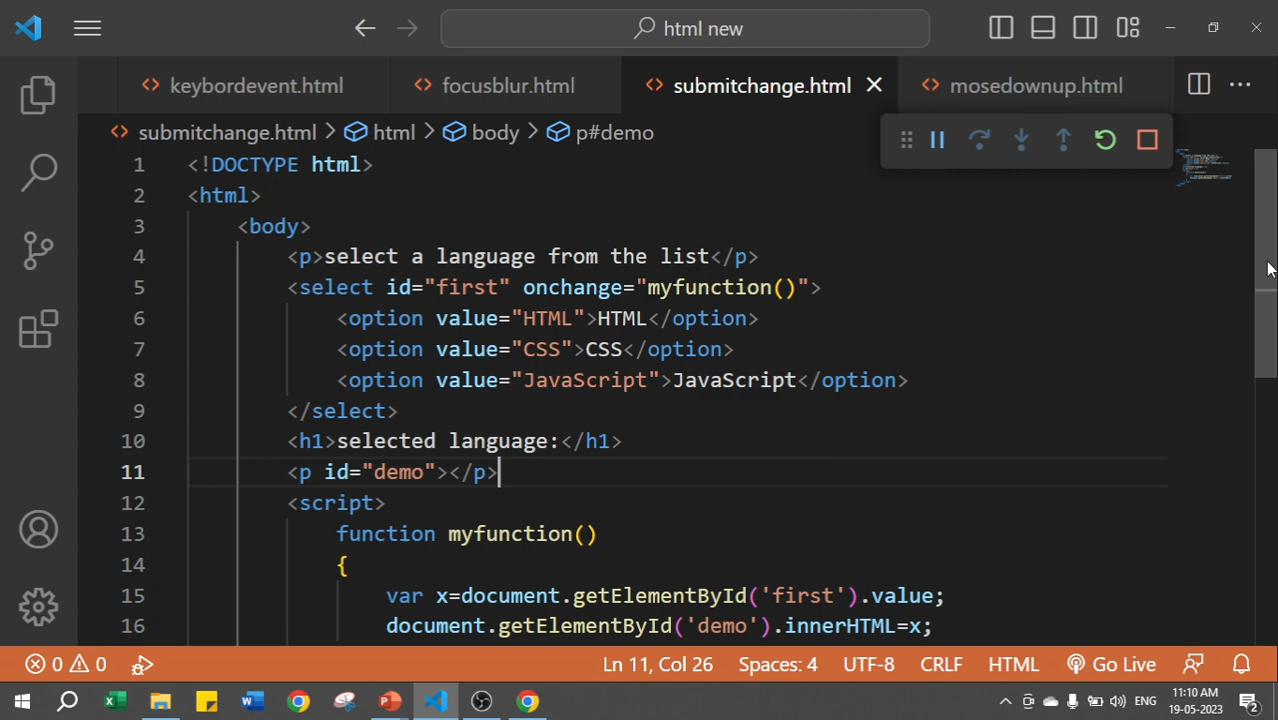 html new
keybordevent.html
focusblur.html
submitchange.html
mosedownup.html
submitchange.html > html > body > p#demo
1 <!DOCTYPE html>
2 <html>
3 <body>
4 <p>select a language from the list</p>
5 <select id="first" onchange="myfunction()">
6 <option value="HTML">HTML</option>
7 <option value="CSS">CSS</option>
8 <option value="JavaScript">JavaScript</option>
9 </select>
10 <h1>selected language:</h1>
11 <p id="demo"></p>
12 <script>
13 function myfunction()
14 {
15 var x=document.getElementById('first').value;
16 document.getElementById('demo').innerHTML=x;
0 0 Ln 11, Col 26 Spaces: 4 UTF-8 CRLF HTML Go Live
ENG
11:10 AM
19-05-2023
2